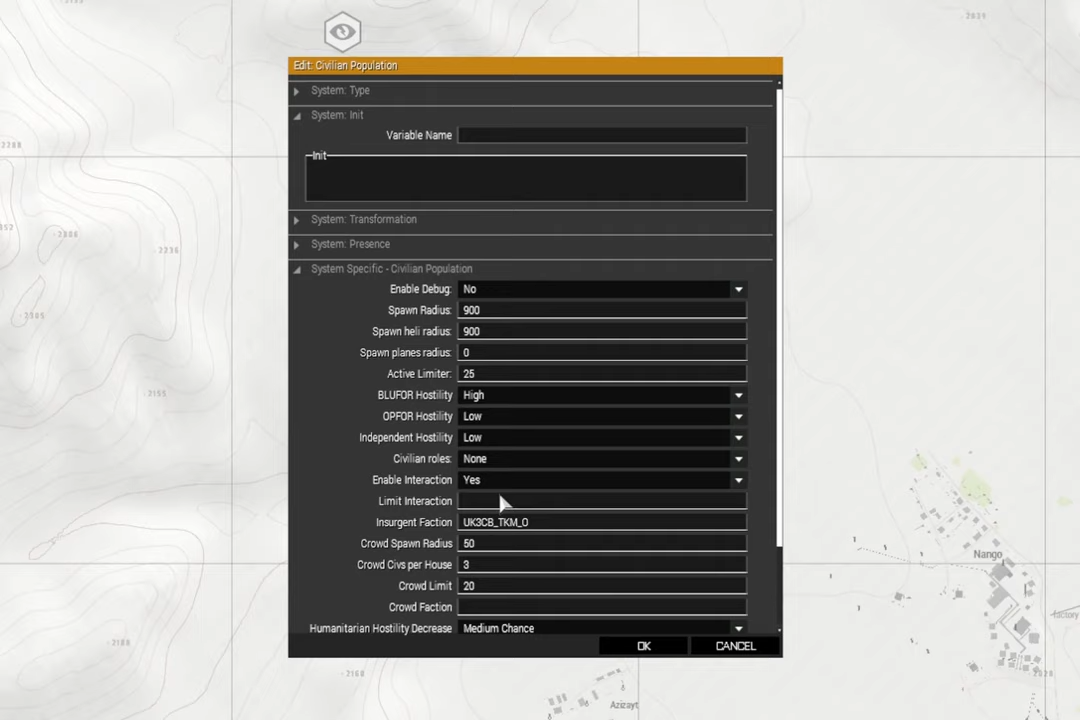 2031
Edit: Civilian Population
System: Type
System: Init
Variable Name
Init
System: Transformation
System: Presence
System Specific - Civilian Population
Enable Debug: No
Spawn Radius: 900
Spawn heli radius: 900
Spawn planes radius: 0
Active Limiter: 25
BLUFOR Hostility High
OPFOR Hostility Low
Independent Hostility Low
Civilian roles: None
Enable Interaction Yes
Limit Interaction
Insurgent Faction UK3CB_TKM_O
Crowd Spawn Radius 50
Crowd Civs per House 3
Crowd Limit 20
Crowd Faction
Humanitarian Hostility Decrease Medium Chance
OK CANCEL
2236
2155
2160
Nango
factory
Azizayt